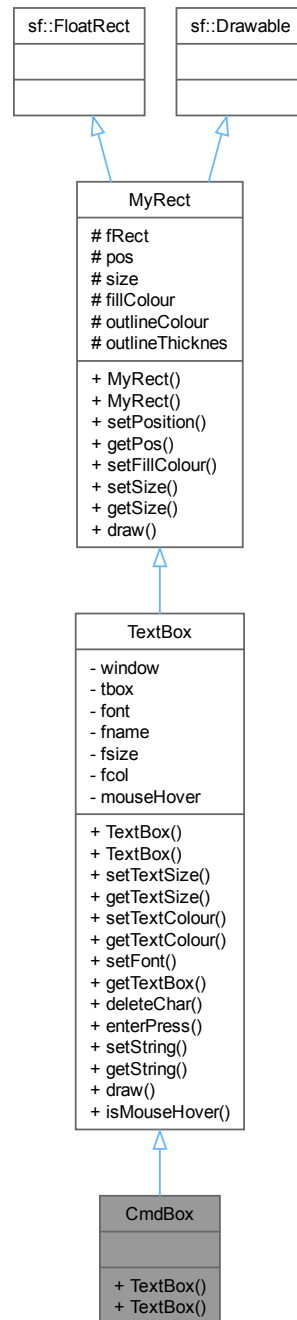 sf::FloatRect
sf::Drawable
MyRect
# fRect
# pos
# size
# fillColour
# outlineColour
# outlineThicknes
+ MyRect()
+ MyRect()
+ setPosition()
+ getPos()
+ setFillColour()
+ setSize()
+ getSize()
+ draw()
TextBox
- window
- tbox
- font
- fname
- fsize
- fcol
- mouseHover
+ TextBox()
+ TextBox()
+ setTextSize()
+ getTextSize()
+ setTextColour()
+ getTextColour()
+ setFont()
+ getTextBox()
+ deleteChar()
+ enterPress()
+ setString()
+ getString()
+ draw()
+ isMouseHover()
CmdBox
+ TextBox()
+ TextBox()